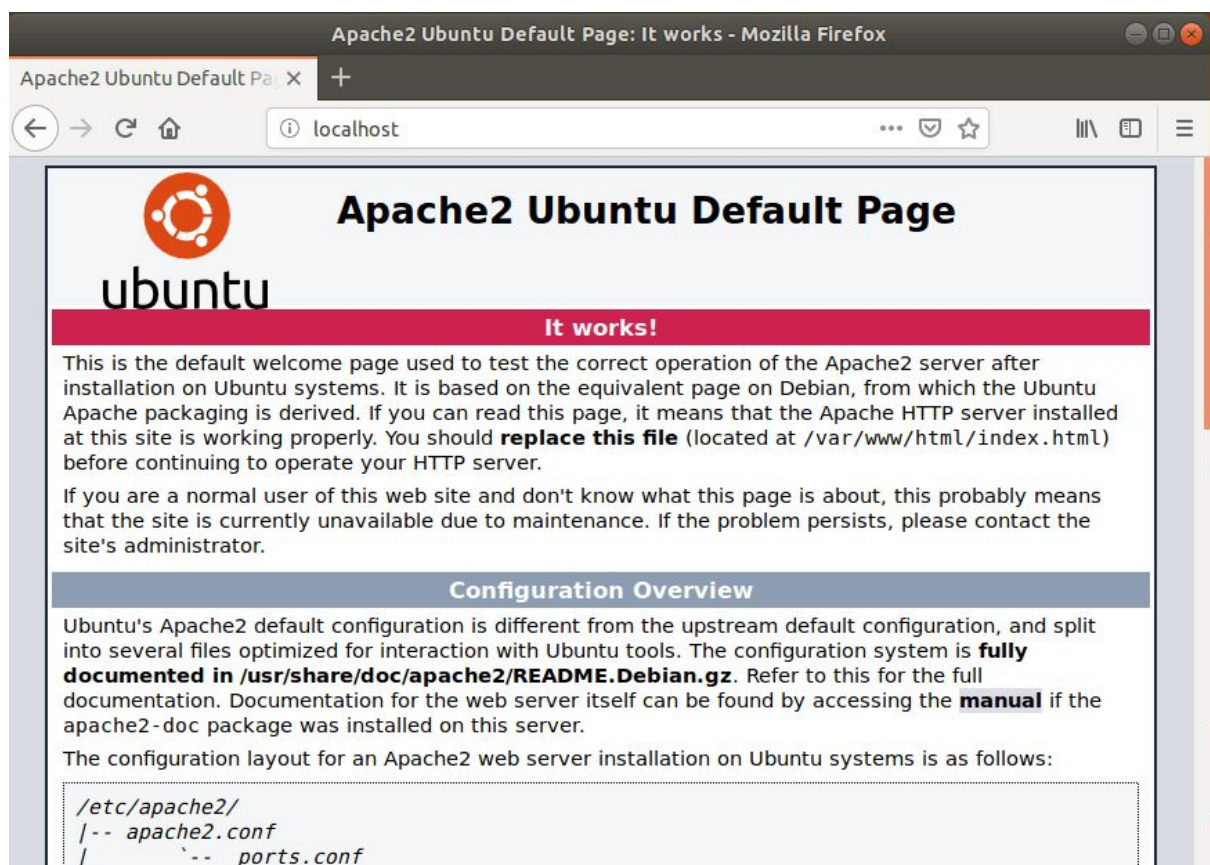 Apache2 Ubuntu Default Page: It works - Mozilla Firefox
Apache2 Ubuntu Default Pa
localhost
ubuntu
Apache2 Ubuntu Default Page
It works!
This is the default welcome page used to test the correct operation of the Apache2 server after
installation on Ubuntu systems. It is based on the equivalent page on Debian, from which the Ubuntu
Apache packaging is derived. If you can read this page, it means that the Apache HTTP server installed
at this site is working properly. You should replace this file (located at /var/www/html/index.html)
before continuing to operate your HTTP server.
If you are a normal user of this web site and don't know what this page is about, this probably means
that the site is currently unavailable due to maintenance. If the problem persists, please contact the
site's administrator.
Configuration Overview
Ubuntu's Apache2 default configuration is different from the upstream default configuration, and split
into several files optimized for interaction with Ubuntu tools. The configuration system is fully
documented in /usr/share/doc/apache2/README.Debian.gz. Refer to this for the full
documentation. Documentation for the web server itself can be found by accessing the manual if the
apache2-doc package was installed on this server.
The configuration layout for an Apache2 web server installation on Ubuntu systems is as follows:
/etc/apache2/
|-- apache2.conf
|       `--  ports.conf